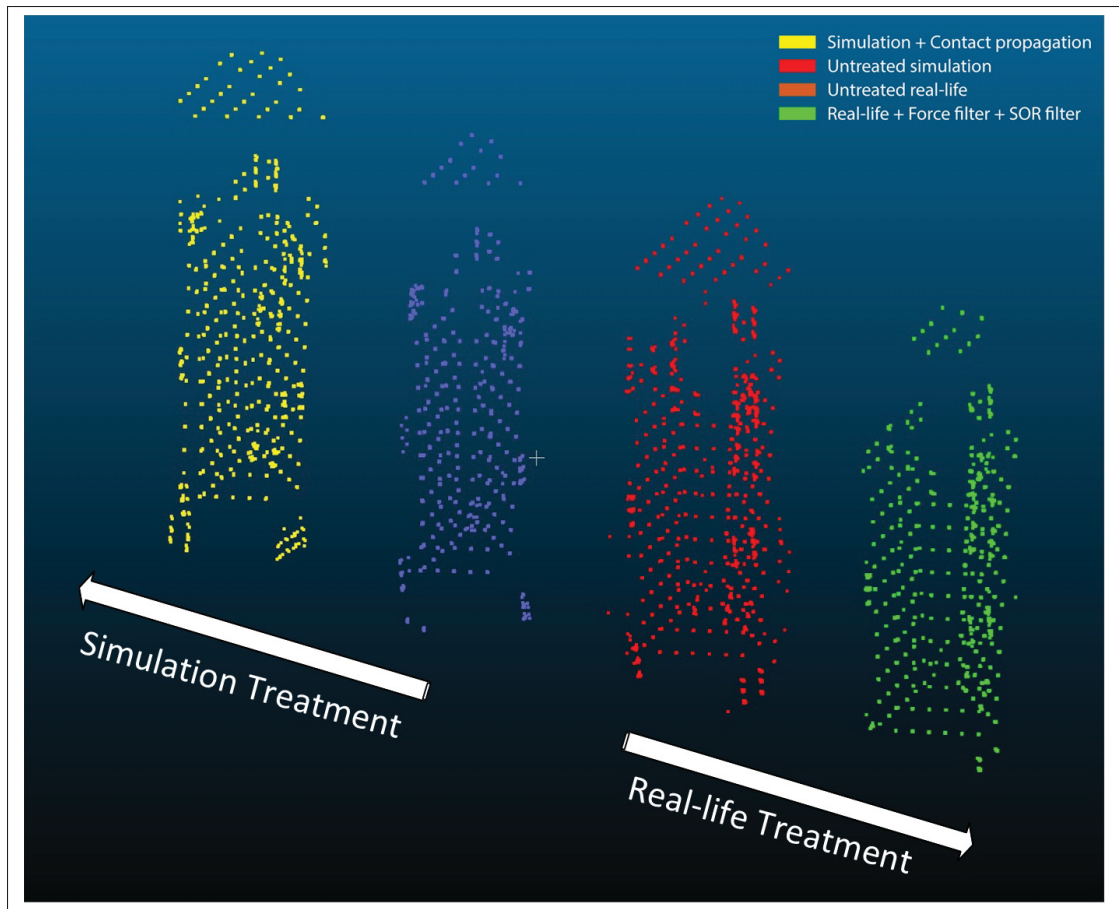 Simulation + Contact propagation
Untreated simulation
Untreated real-life
Real-life + Force filter + SOR filter
Simulation Treatment
Real-life Treatment